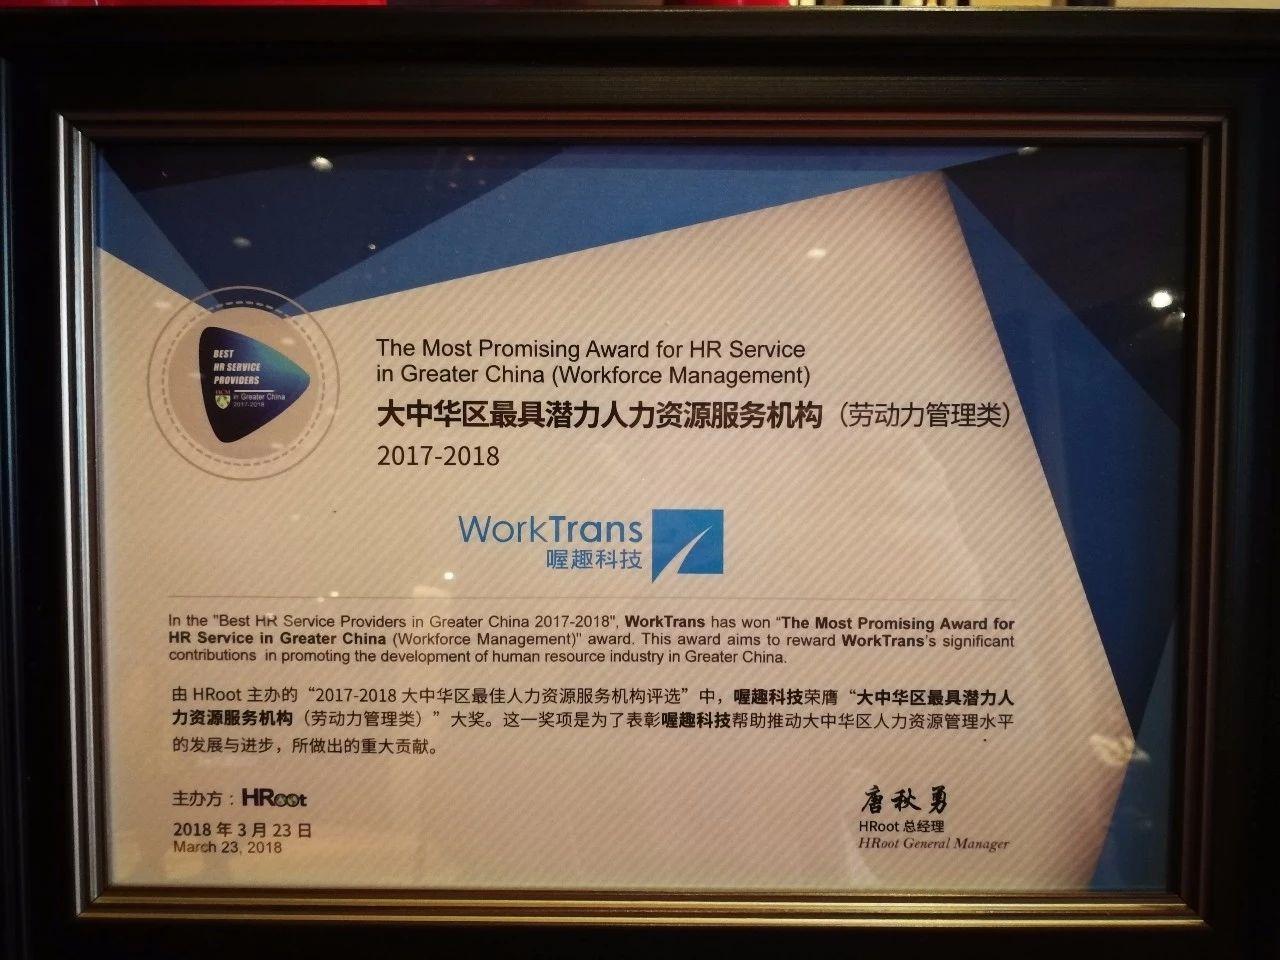 BEST
HR SERVICE
PROVIDERS
in Greater China
2017-2018
The Most Promising Award for HR Service
in Greater China (Workforce Management)
大中华区最具潜力人力资源服务机构（劳动力管理类）
2017-2018
WorkTrans
喔趣科技
In the "Best HR Service Providers in Greater China 2017-2018", WorkTrans has won “The Most Promising Award for
HR Service in Greater China (Workforce Management)" award. This award aims to reward WorkTrans's significant
contributions in promoting the development of human resource industry in Greater China.
由 HRoot 主办的“2017-2018 大中华区最佳人力资源服务机构评选”中，喔趣科技荣膺“大中华区最具潜力人
力资源服务机构（劳动力管理类）”大奖。这一奖项是为了表彰喔趣科技帮助推动大中华区人力资源管理水平
的发展与进步，所做出的重大贡献。
主办方：HRoot
2018 年 3 月 23 日
March 23, 2018
唐秋勇
HRoot 总经理
HRoot General Manager